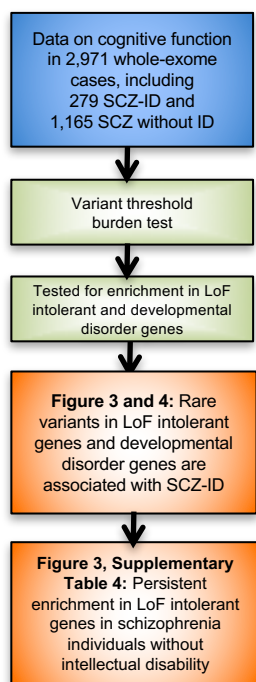 Data on cognitive function
in 2,971 whole-exome
cases, including
279 SCZ-ID and
1,165 SCZ without ID
Variant threshold
burden test
Tested for enrichment in LoF
intolerant and developmental
disorder genes
Figure 3 and 4: Rare
variants in LoF intolerant
genes and developmental
disorder genes are
associated with SCZ-ID
Figure 3, Supplementary
Table 4: Persistent
enrichment in LoF intolerant
genes in schizophrenia
individuals without
intellectual disability